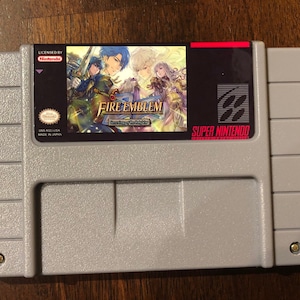 LICENSED BY
Nintendo
FIRE EMBLEM
MADE IN JAPAN
SUPER NINTENDO